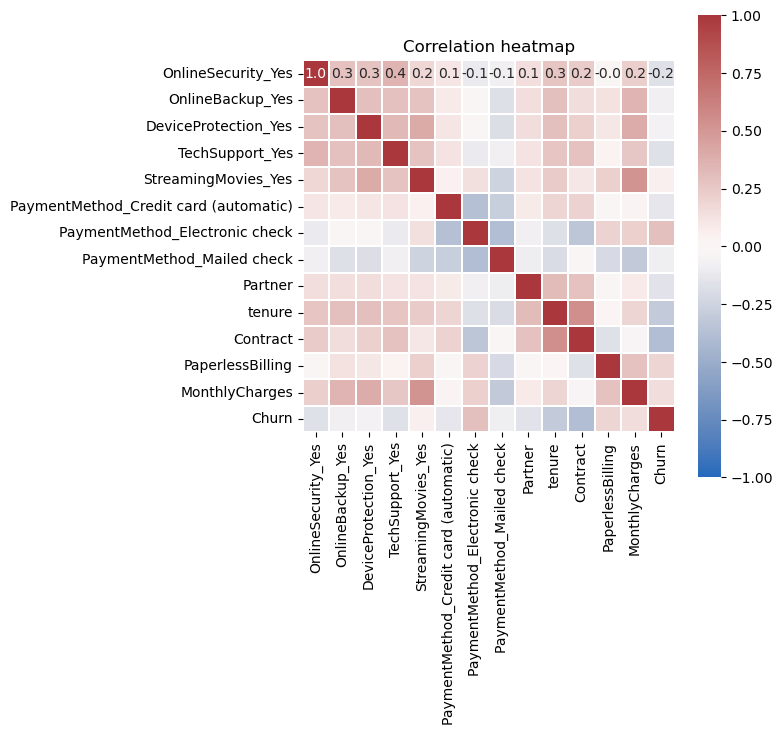 Correlation heatmap
OnlineSecurity_Yes
1.0 0.3 0.3 0.4 0.2 0.1 -0.1 -0.1 0.1 0.3 0.2 -0.0 0.2 -0.2
OnlineBackup_Yes
DeviceProtection_Yes
TechSupport_Yes
StreamingMovies_Yes
PaymentMethod_Credit card (automatic)
PaymentMethod_Electronic check
PaymentMethod_Mailed check
Partner
tenure
Contract
PaperlessBilling
MonthlyCharges
Churn
OnlineSecurity_Yes
OnlineBackup_Yes
DeviceProtection_Yes
TechSupport_Yes
StreamingMovies_Yes
PaymentMethod_Credit card (automatic)
PaymentMethod_Electronic check
PaymentMethod_Mailed check
Partner
tenure
Contract
PaperlessBilling
MonthlyCharges
Churn
1.00
0.75
0.50
0.25
0.00
−0.25
−0.50
−0.75
−1.00